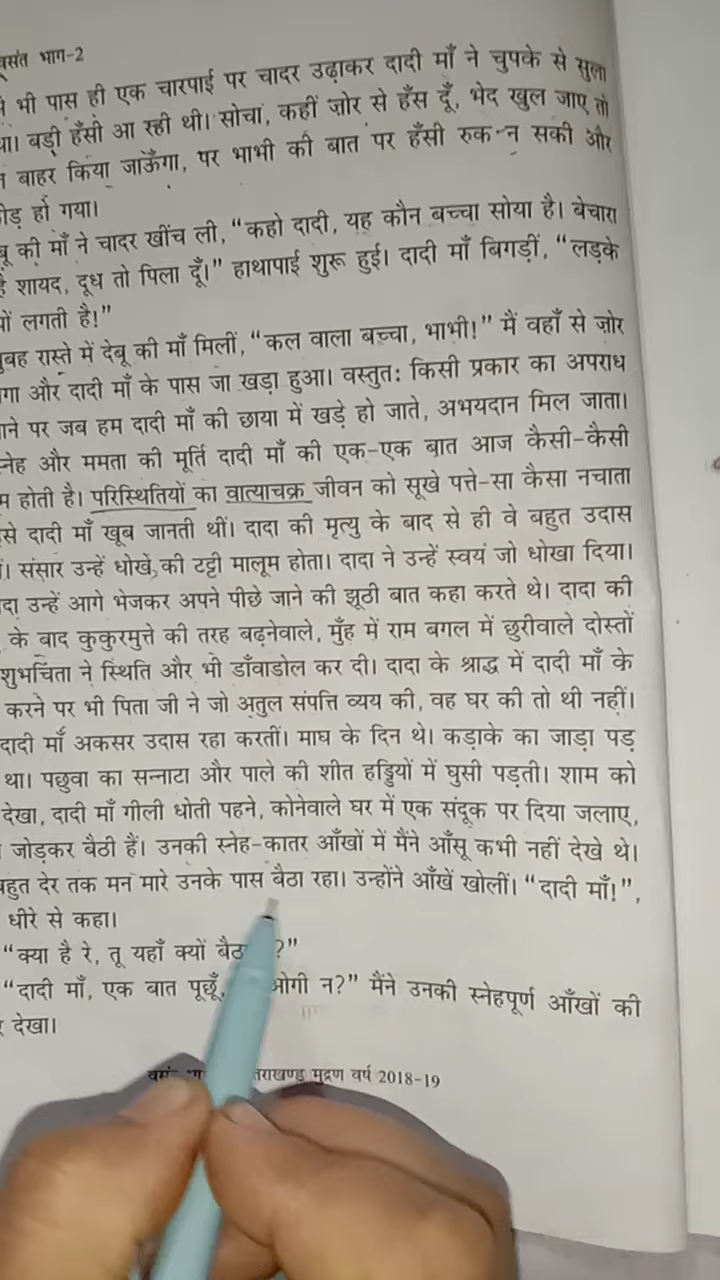 वसंत भाग-2
भी पास ही एक चारपाई पर चादर उढ़ाकर दादी माँ ने चुपके से सुला
बड़ी हँसी आ रही थी। सोचा, कहीं ज़ोर से हँस दूँ, भेद खुल जाए तो
बाहर किया जाऊँगा, पर भाभी की बात पर हँसी रुक न सकी और
हो गया।
की माँ ने चादर खींच ली, “कहो दादी, यह कौन बच्चा सोया है। बेचारा
शायद, दूध तो पिला दूँ।” हाथापाई शुरू हुई। दादी माँ बिगड़ीं, “लड़के
लगती है!”
रास्ते में देबू की माँ मिलीं, “कल वाला बच्चा, भाभी!” मैं वहाँ से ज़ोर
और दादी माँ के पास जा खड़ा हुआ। वस्तुतः किसी प्रकार का अपराध
पर जब हम दादी माँ की छाया में खड़े हो जाते, अभयदान मिल जाता।
और ममता की मूर्ति दादी माँ की एक-एक बात आज कैसी-कैसी
होती है। परिस्थितियों का वात्याचक्र जीवन को सूखे पत्ते-सा कैसा नचाता
दादी माँ खूब जानती थीं। दादा की मृत्यु के बाद से ही वे बहुत उदास
संसार उन्हें धोखे की टट्टी मालूम होता। दादा ने उन्हें स्वयं जो धोखा दिया।
उन्हें आगे भेजकर अपने पीछे जाने की झूठी बात कहा करते थे। दादा की
के बाद कुकुरमुत्ते की तरह बढ़नेवाले, मुँह में राम बगल में छुरीवाले दोस्तों
शुभचिंता ने स्थिति और भी डाँवाडोल कर दी। दादा के श्राद्ध में दादी माँ के
करने पर भी पिता जी ने जो अतुल संपत्ति व्यय की, वह घर की तो थी नहीं।
दादी माँ अकसर उदास रहा करतीं। माघ के दिन थे। कड़ाके का जाड़ा पड़
था। पछुवा का सन्नाटा और पाले की शीत हड्डियों में घुसी पड़ती। शाम को
देखा, दादी माँ गीली धोती पहने, कोनेवाले घर में एक संदूक पर दिया जलाए,
जोड़कर बैठी हैं। उनकी स्नेह-कातर आँखों में मैंने आँसू कभी नहीं देखे थे।
बहुत देर तक मन मारे उनके पास बैठा रहा। उन्होंने आँखें खोलीं। “दादी माँ!”,
धीरे से कहा।
“क्या है रे, तू यहाँ क्यों ?”
“दादी माँ, एक बात पूछूँ, न?” मैंने उनकी स्नेहपूर्ण आँखों की
देखा।
मुद्रण वर्ष 2018-19